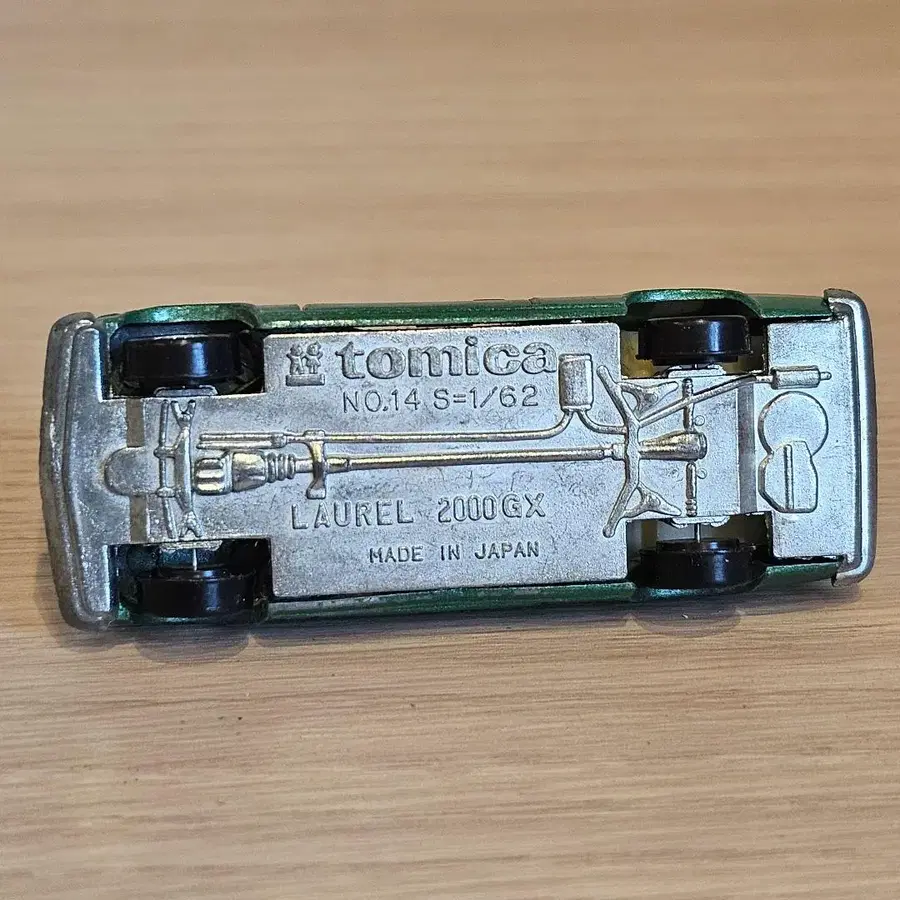 tomica
NO.14 S=1/62
LAUREL 2000GX
MADE IN JAPAN